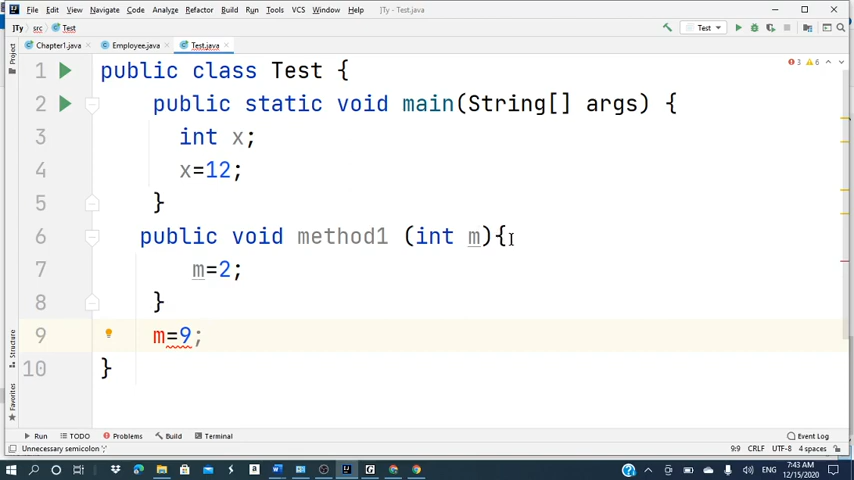 File Edit View Navigate Code Analyze Refactor Build Run Tools VCS Window Help JTy - Test.java
JTy src Test Test
Chapter1.java Employee.java Test.java
Project
3 6
1 public class Test {
2 public static void main(String[] args) {
3 int x;
4 x=12;
5 }
6 public void method1 (int m){
7 m=2;
8 }
9 m=9;
10 }
Structure
Favorites
Run TODO Problems Build Terminal Event Log
Unnecessary semicolon ';' 9:9 CRLF UTF-8 4 spaces
ENG 7:43 AM
12/15/2020